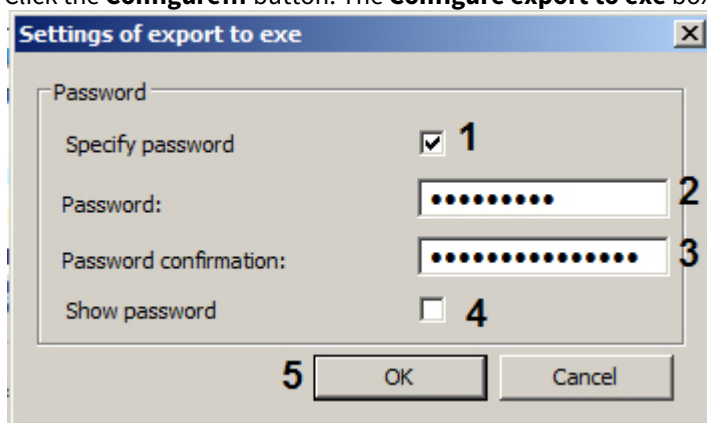 Click the Configure... button. The Configure export to exe box
Settings of export to exe
Password
Specify password 1
Password: ••••••••• 2
Password confirmation: ••••••••••••••• 3
Show password 4
5 OK Cancel